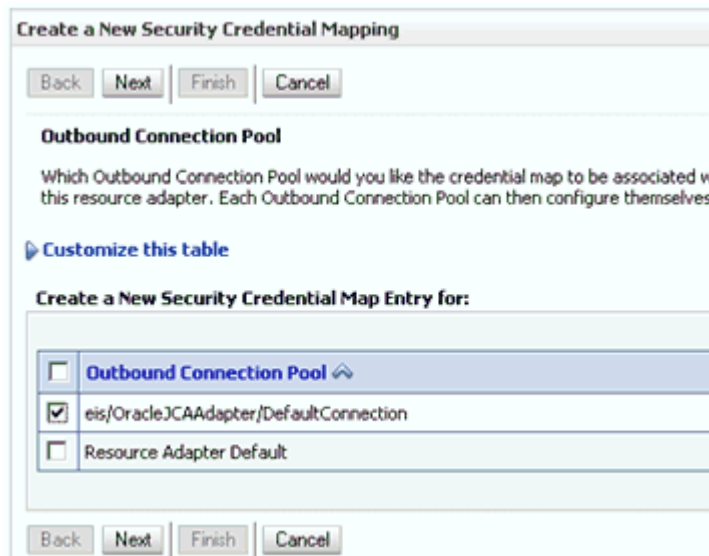 Create a New Security Credential Mapping
Back Next Finish Cancel
Outbound Connection Pool
Which Outbound Connection Pool would you like the credential map to be associated
this resource adapter. Each Outbound Connection Pool can then configure themselves
Customize this table
Create a New Security Credential Map Entry for:
Outbound Connection Pool
eis/OracleJCAAdapter/DefaultConnection
Resource Adapter Default
Back Next Finish Cancel